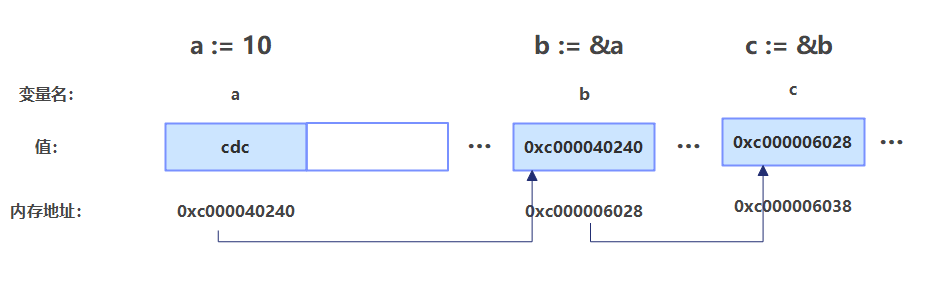 a := 10 b := &a c := &b
变量名: a b c
值: cdc ... 0xc000040240 ... 0xc000006028 ...
内存地址: 0xc000040240 0xc000006028 0xc000006038